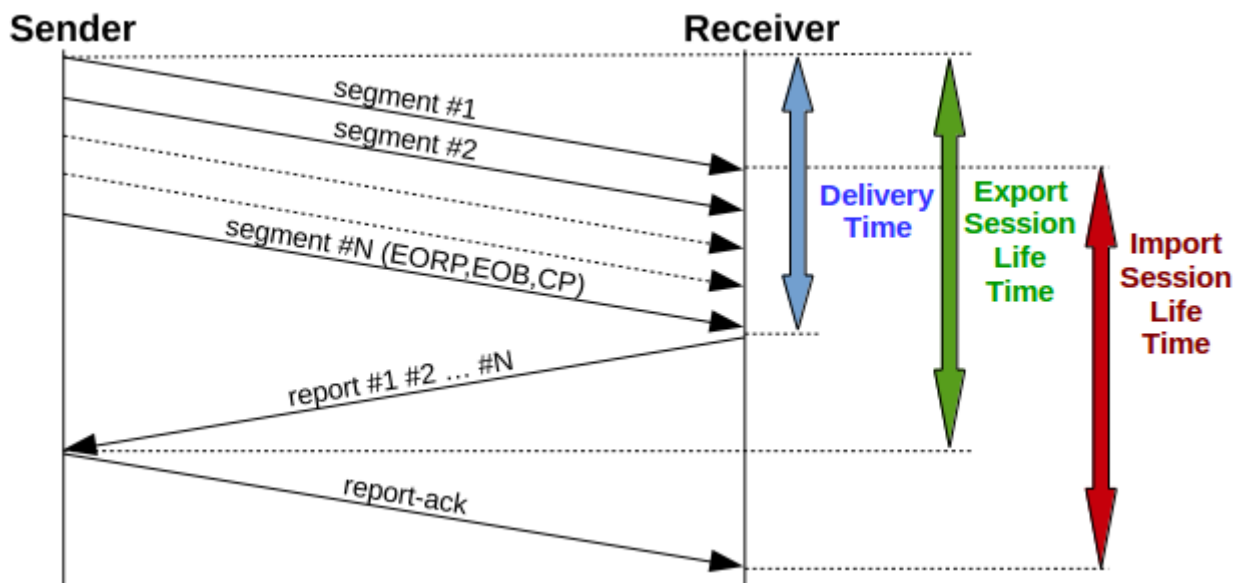 Sender
Receiver
segment #1
segment #2
segment #N (EORP,EOB,CP)
report #1 #2 … #N
report-ack
Delivery
Time
Export
Session
Life
Time
Import
Session
Life
Time